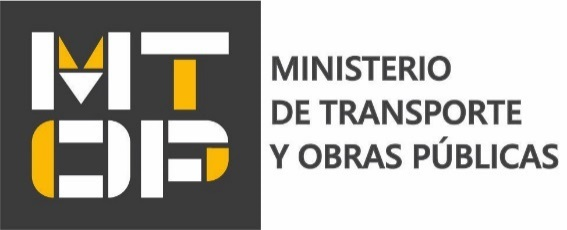 MT
OP
MINISTERIO
DE TRANSPORTE
Y OBRAS PÚBLICAS